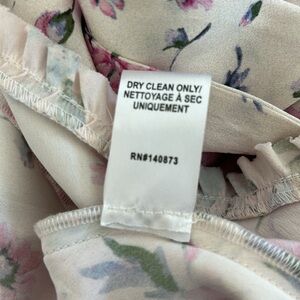 DRY CLEAN ONLY/
NETTOYAGE À SEC
UNIQUEMENT
RN#140873